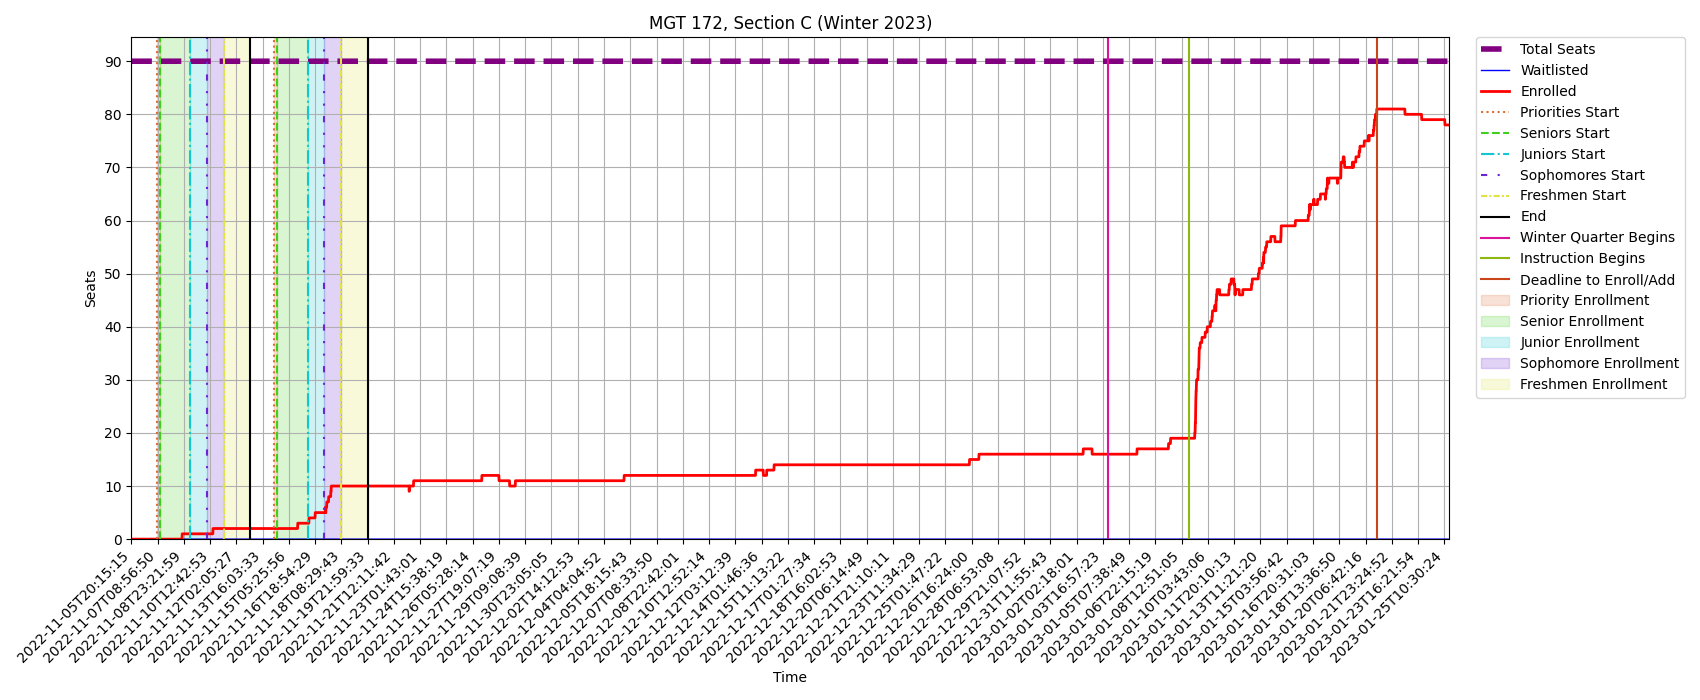 MGT 172, Section C (Winter 2023)
Seats
90
80
70
60
50
40
30
20
10
0
2022-11-05T20:15:15
2022-11-07T08:56:50
2022-11-08T23:21:59
2022-11-10T12:42:53
2022-11-12T02:05:27
2022-11-13T16:03:33
2022-11-15T05:25:56
2022-11-16T18:54:29
2022-11-18T08:29:43
2022-11-19T21:59:33
2022-11-21T12:11:42
2022-11-23T01:43:01
2022-11-24T15:38:19
2022-11-26T05:28:14
2022-11-27T19:07:19
2022-11-29T09:08:39
2022-11-30T23:05:05
2022-12-02T14:12:53
2022-12-04T04:04:52
2022-12-05T18:15:43
2022-12-07T08:33:50
2022-12-08T22:42:01
2022-12-10T12:52:14
2022-12-12T03:12:39
2022-12-14T01:46:36
2022-12-15T11:13:22
2022-12-17T01:27:34
2022-12-18T16:02:53
2022-12-20T06:14:49
2022-12-21T21:10:11
2022-12-23T11:34:29
2022-12-25T01:47:22
2022-12-26T16:24:00
2022-12-28T06:53:08
2022-12-29T21:07:52
2022-12-31T11:55:43
2023-01-02T02:18:01
2023-01-03T16:57:23
2023-01-05T07:38:49
2023-01-06T22:15:19
2023-01-08T12:51:05
2023-01-10T03:43:06
2023-01-11T20:10:13
2023-01-13T11:21:20
2023-01-15T03:56:42
2023-01-16T20:31:03
2023-01-18T13:36:50
2023-01-20T06:42:16
2023-01-21T23:24:52
2023-01-23T16:21:54
2023-01-25T10:30:24
Time
Total Seats
Waitlisted
Enrolled
Priorities Start
Seniors Start
Juniors Start
Sophomores Start
Freshmen Start
End
Winter Quarter Begins
Instruction Begins
Deadline to Enroll/Add
Priority Enrollment
Senior Enrollment
Junior Enrollment
Sophomore Enrollment
Freshmen Enrollment